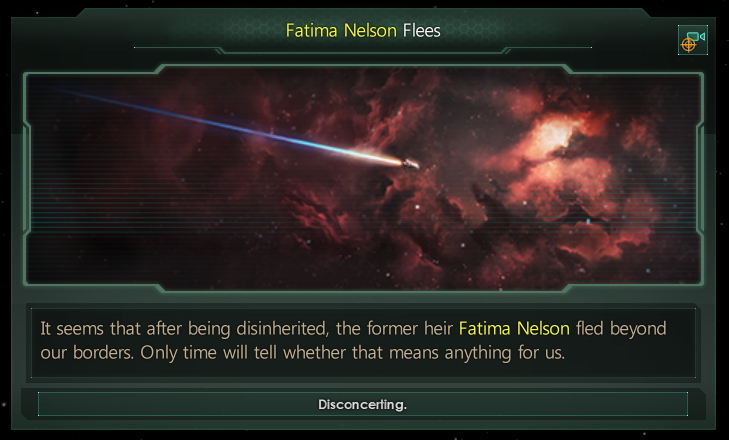 Fatima Nelson Flees
It seems that after being disinherited, the former heir Fatima Nelson fled beyond
our borders. Only time will tell whether that means anything for us.
Disconcerting.